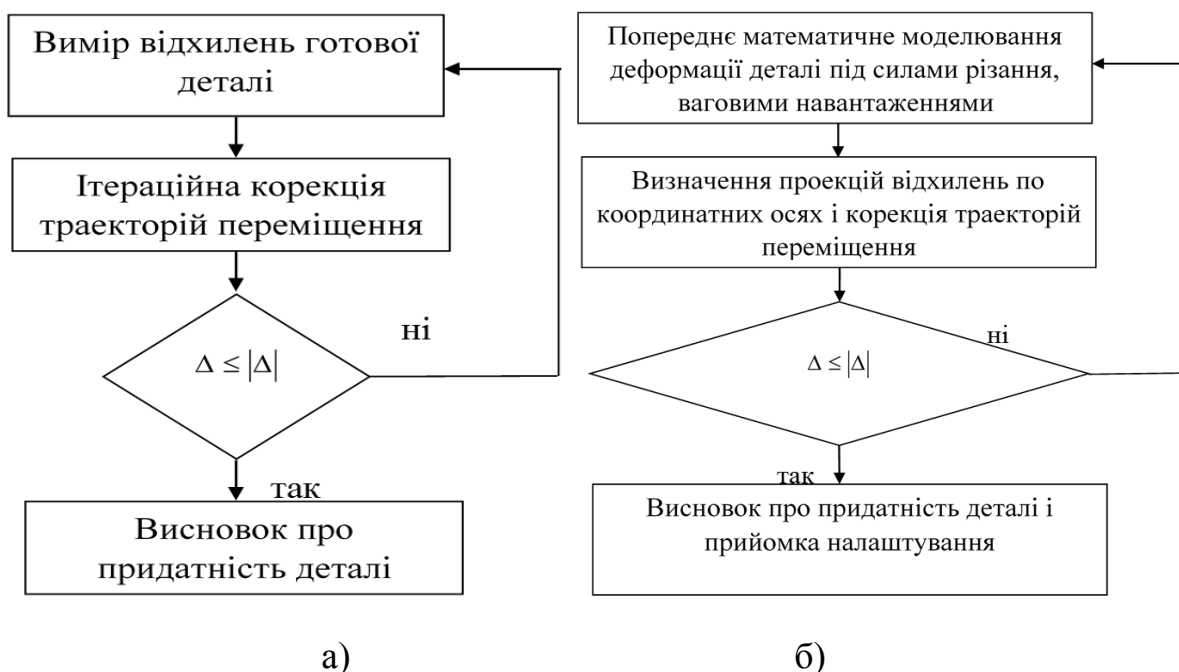 Вимір відхилень готової
деталі
Ітераційна корекція
траекторій переміщення
Δ ≤ |Δ|
ні
так
Висновок про
придатність деталі
а)
Попереднє математичне моделювання
деформації деталі під силами різання,
ваговими навантаженнями
Визначення проекцій відхилень по
координатних осях і корекція траекторій
переміщення
Δ ≤ |Δ|
ні
так
Висновок про придатність деталі і
прийомка налаштування
б)